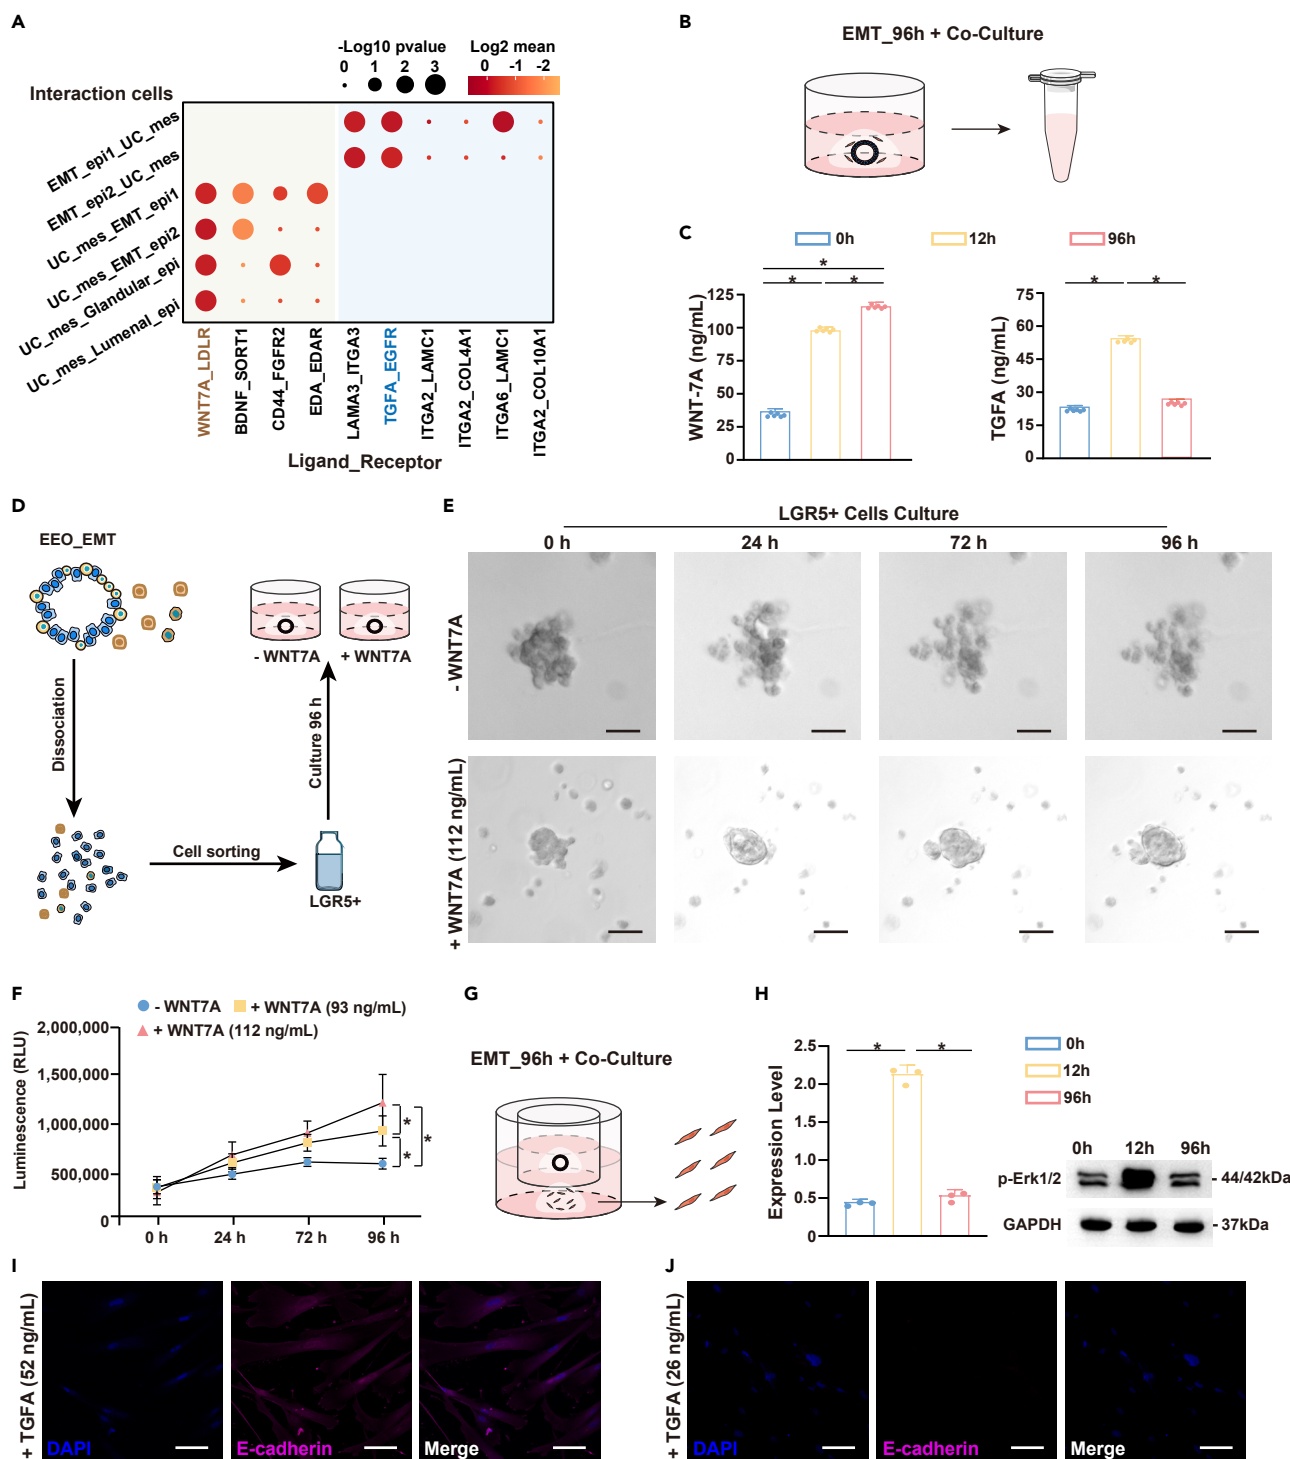 A
-Log10 pvalue
0 1 2 3
Log2 mean
0 -1 -2
Interaction cells
EMT_epi1_UC_mes
EMT_epi2_UC_mes
UC_mes_EMT_epi1
UC_mes_EMT_epi2
UC_mes_Glandular_epi
UC_mes_Lumenal_epi
WNT7A_LDLR
BDNF_SORT1
CD44_FGFR2
EDA_EDAR
LAMA3_ITGA3
TGFA_EGFR
ITGA2_LAMC1
ITGA2_COL4A1
ITGA6_LAMC1
ITGA2_COL10A1
Ligand_Receptor
B
EMT_96h + Co-Culture
C
0h
12h
96h
WNT-7A (ng/mL)
125
100
75
50
25
0
*
* *
TGFA (ng/mL)
75
60
45
30
15
0
* *
D
EEO_EMT
Dissociation
Cell sorting
LGR5+
Culture 96 h
- WNT7A
+ WNT7A
E
LGR5+ Cells Culture
0 h
24 h
72 h
96 h
- WNT7A
+ WNT7A (112 ng/mL)
F
- WNT7A
+ WNT7A (93 ng/mL)
+ WNT7A (112 ng/mL)
Luminescence (RLU)
2,000,000
1,500,000
1,000,000
500,000
0
0 h
24 h
72 h
96 h
*
*
*
G
EMT_96h + Co-Culture
H
Expression Level
2.5
2.0
1.5
1.0
0.5
0
* *
0h
12h
96h
0h 12h 96h
p-Erk1/2
- 44/42kDa
GAPDH
- 37kDa
I
+ TGFA (52 ng/mL)
DAPI
E-cadherin
Merge
J
+ TGFA (26 ng/mL)
DAPI
E-cadherin
Merge